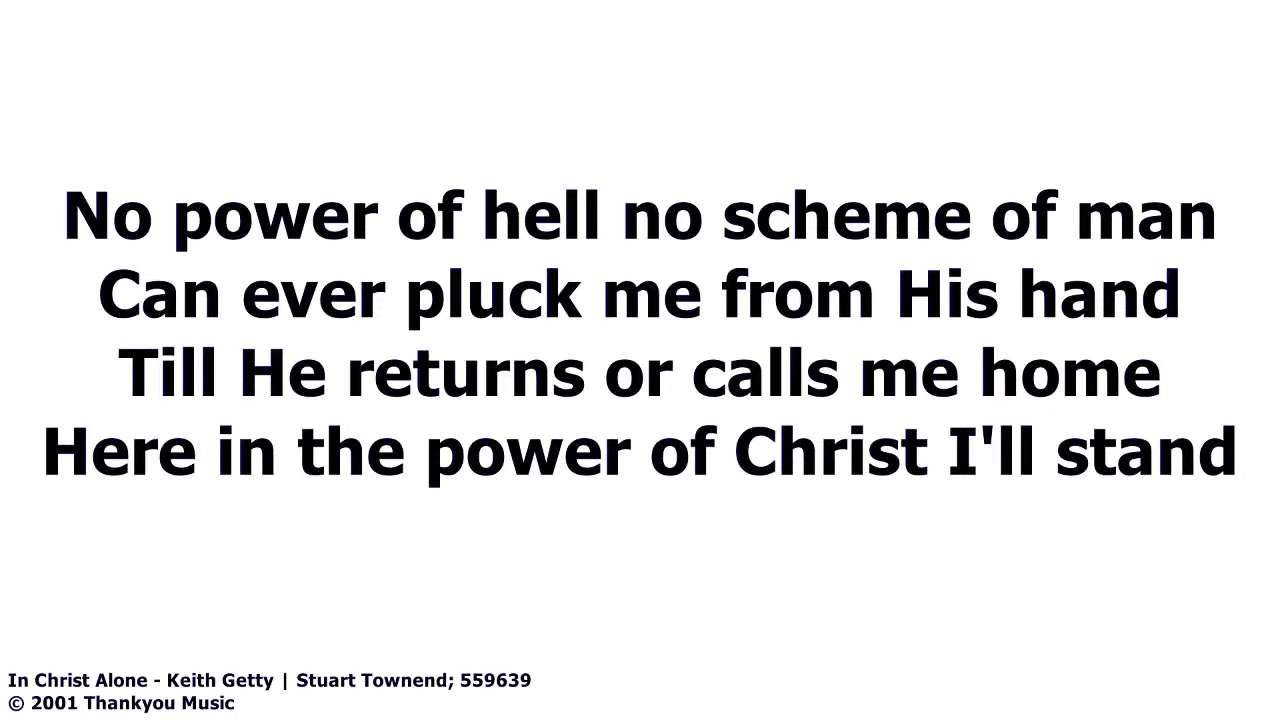 No power of hell no scheme of man
Can ever pluck me from His hand
Till He returns or calls me home
Here in the power of Christ I'll stand
In Christ Alone - Keith Getty | Stuart Townend; 559639
© 2001 Thankyou Music